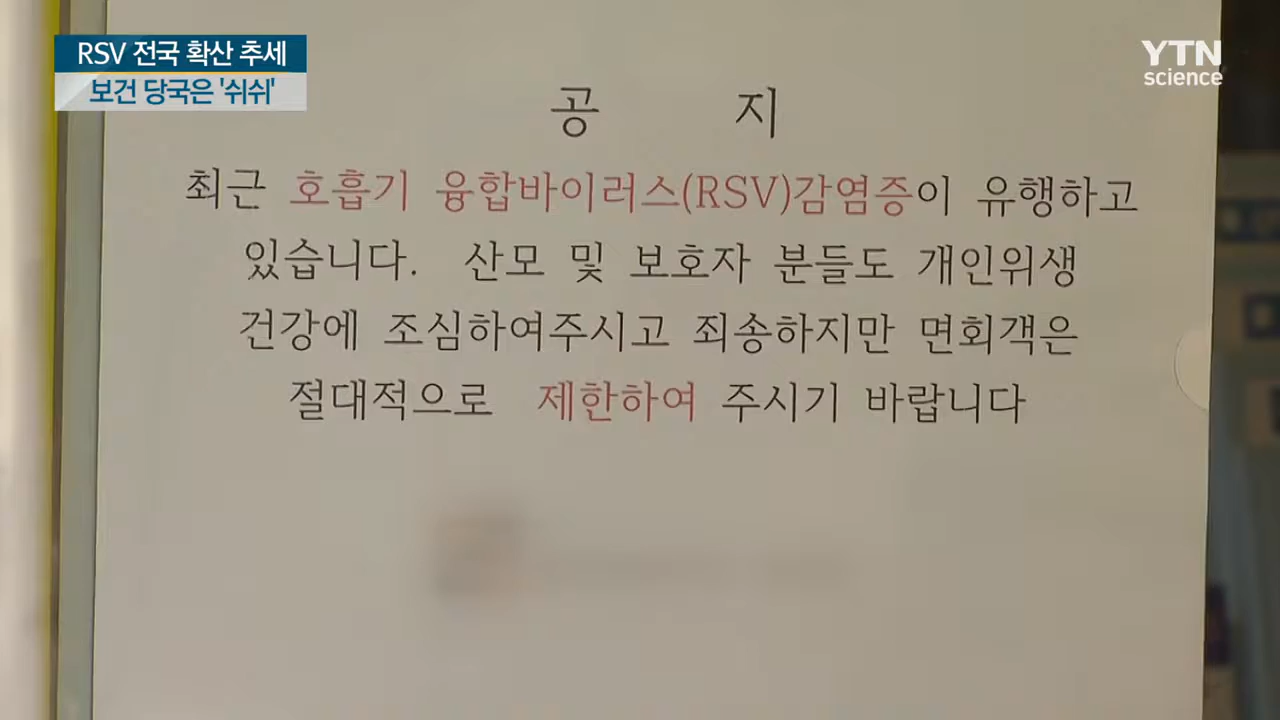 RSV 전국 확산 추세
보건 당국은 '쉬쉬'
YTN
science
공 지
최근 호흡기 융합바이러스(RSV)감염증이 유행하고
있습니다. 산모 및 보호자 분들도 개인위생
건강에 조심하여주시고 죄송하지만 면회객은
절대적으로 제한하여 주시기 바랍니다